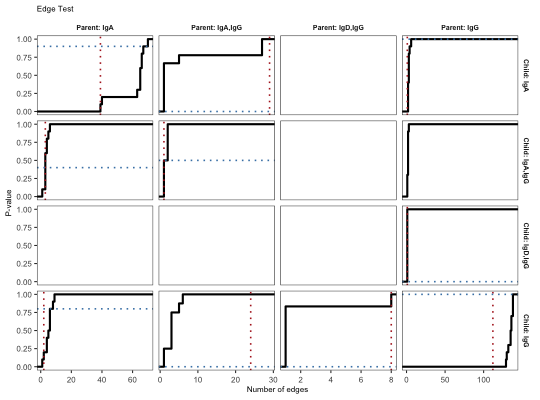 Edge Test
Parent: IgA Parent: IgA,IgG Parent: IgD,IgG Parent: IgG
1.00
0.75
0.50
0.25
0.00
Child: IgA
1.00
0.75
0.50
0.25
0.00
Child: IgA,IgG
1.00
0.75
0.50
0.25
0.00
Child: IgD,IgG
1.00
0.75
0.50
0.25
0.00
Child: IgG
P-value
0 20 40 60 0 10 20 30 2 4 6 8 0 50 100
Number of edges